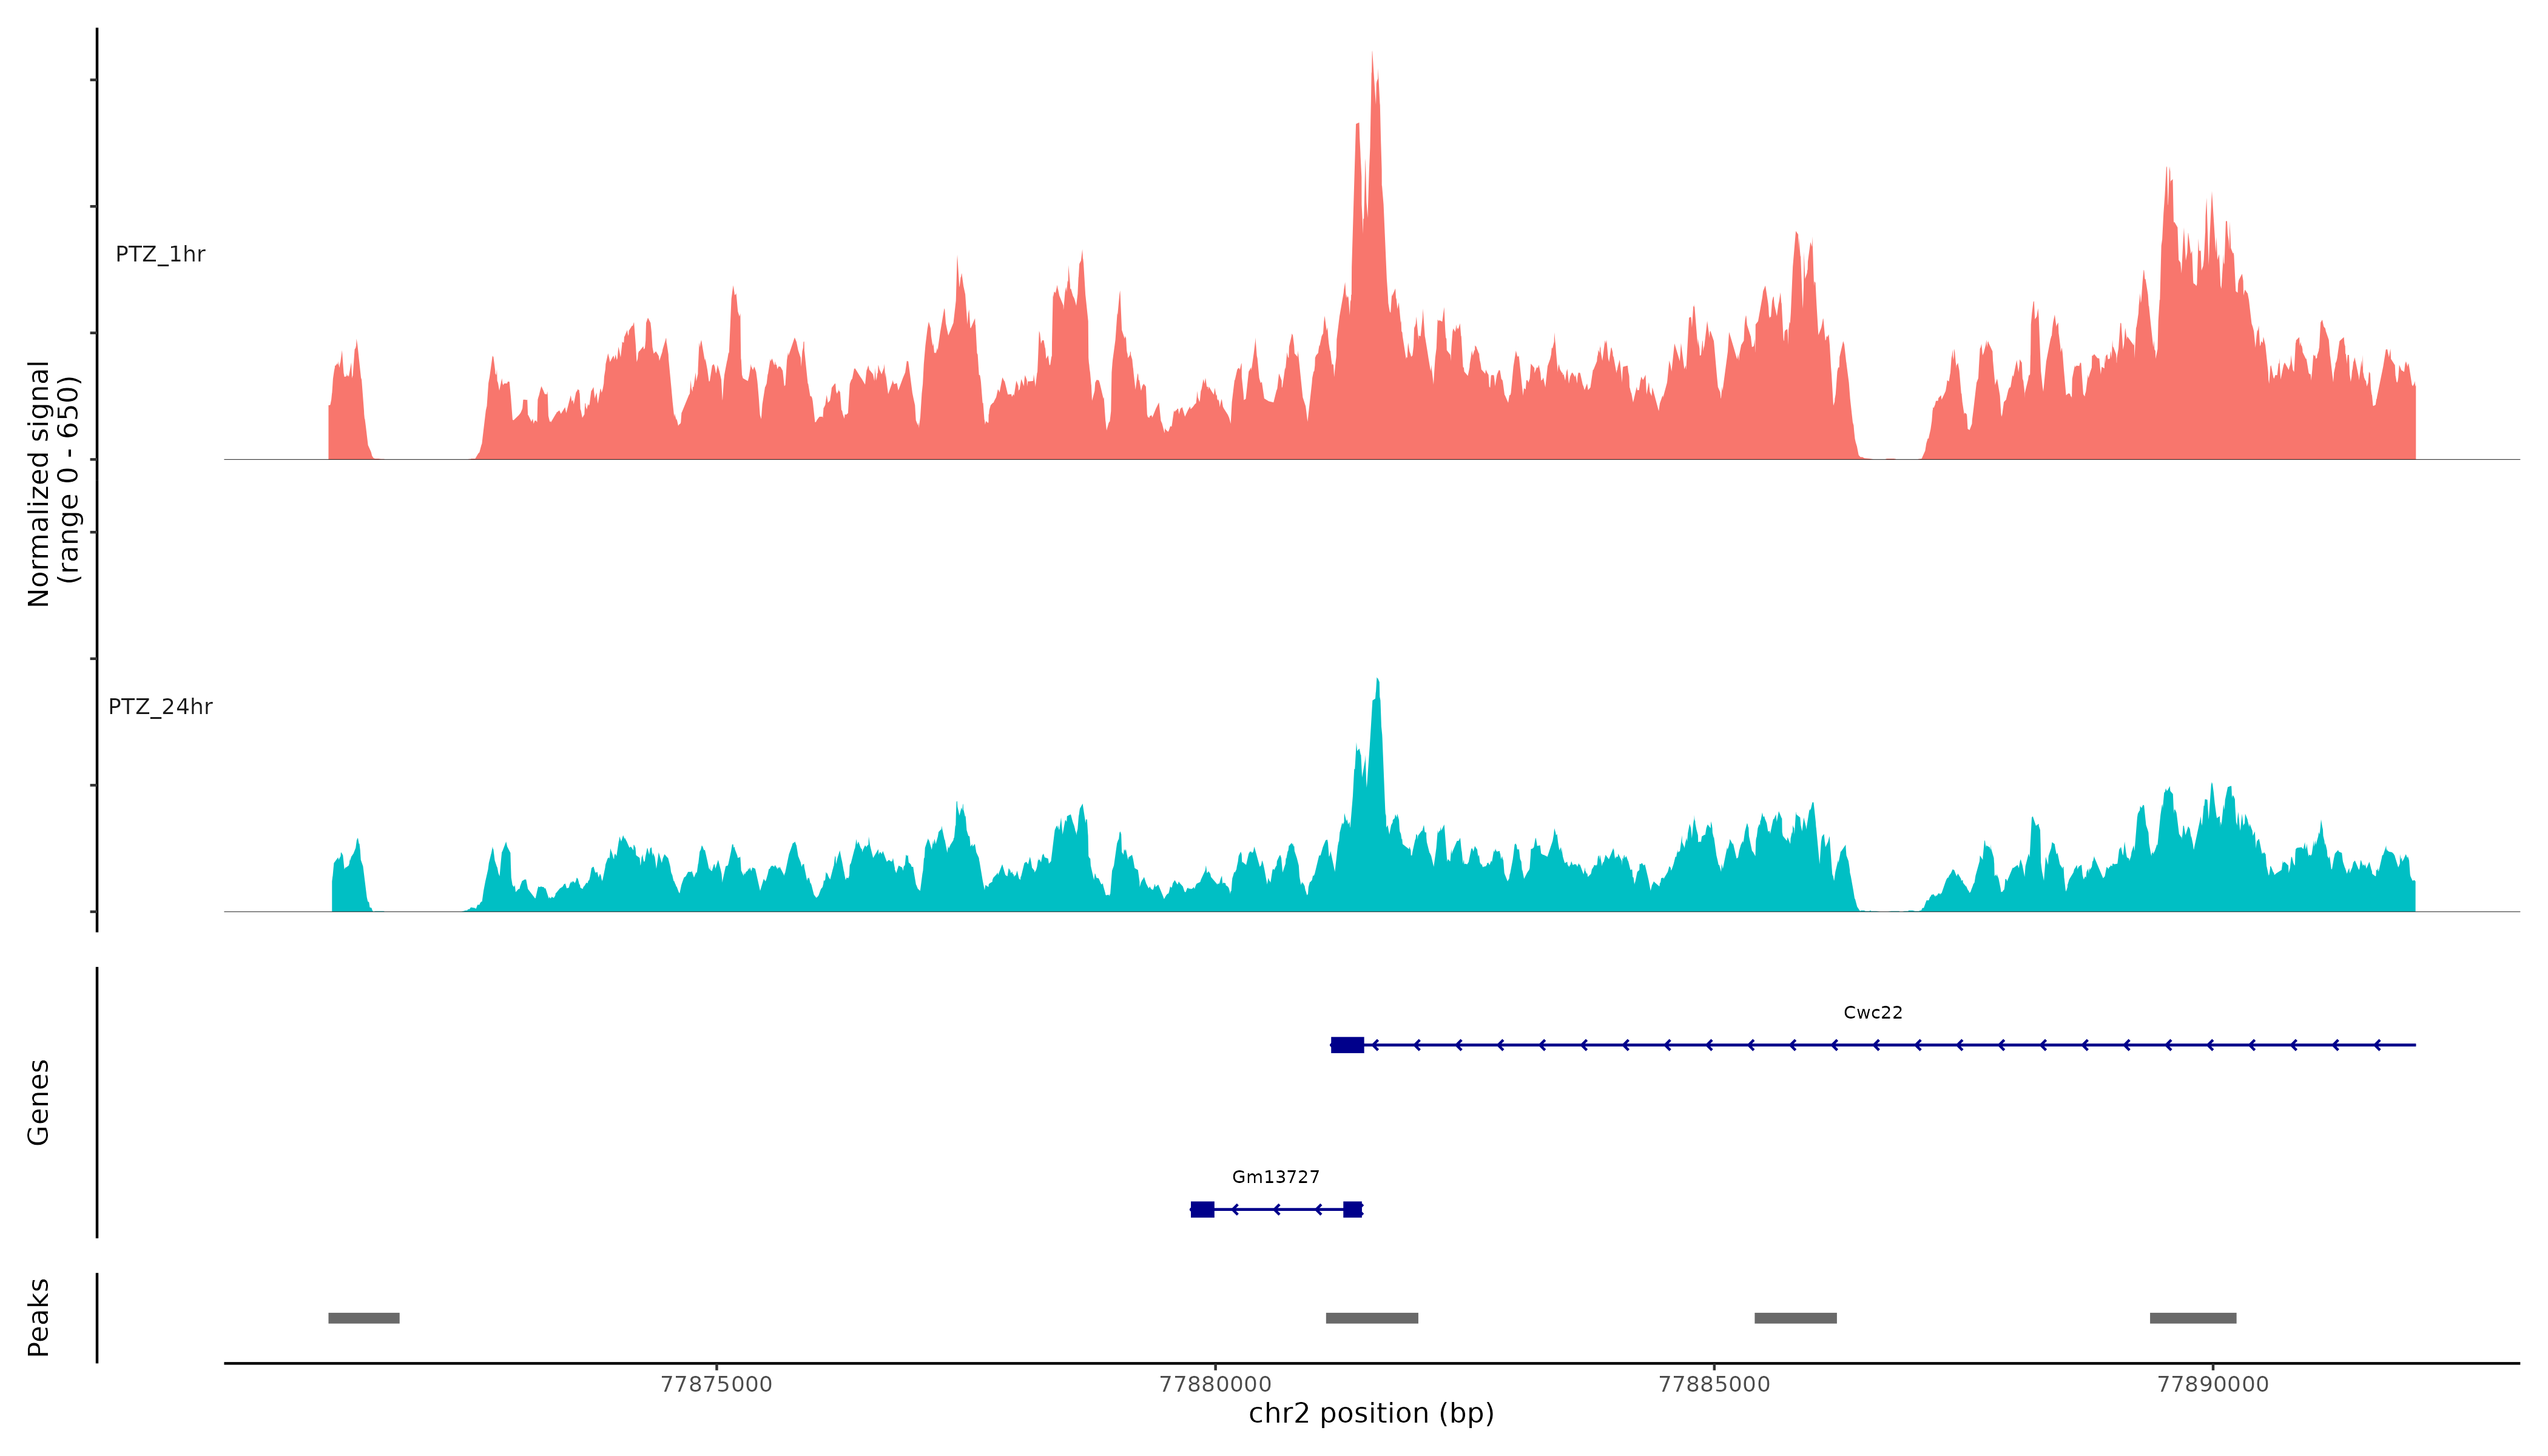 PTZ_1hr
Normalized signal
(range 0 - 650)
PTZ_24hr
Genes
Cwc22
Gm13727
Peaks
77875000 77880000 77885000 77890000
chr2 position (bp)